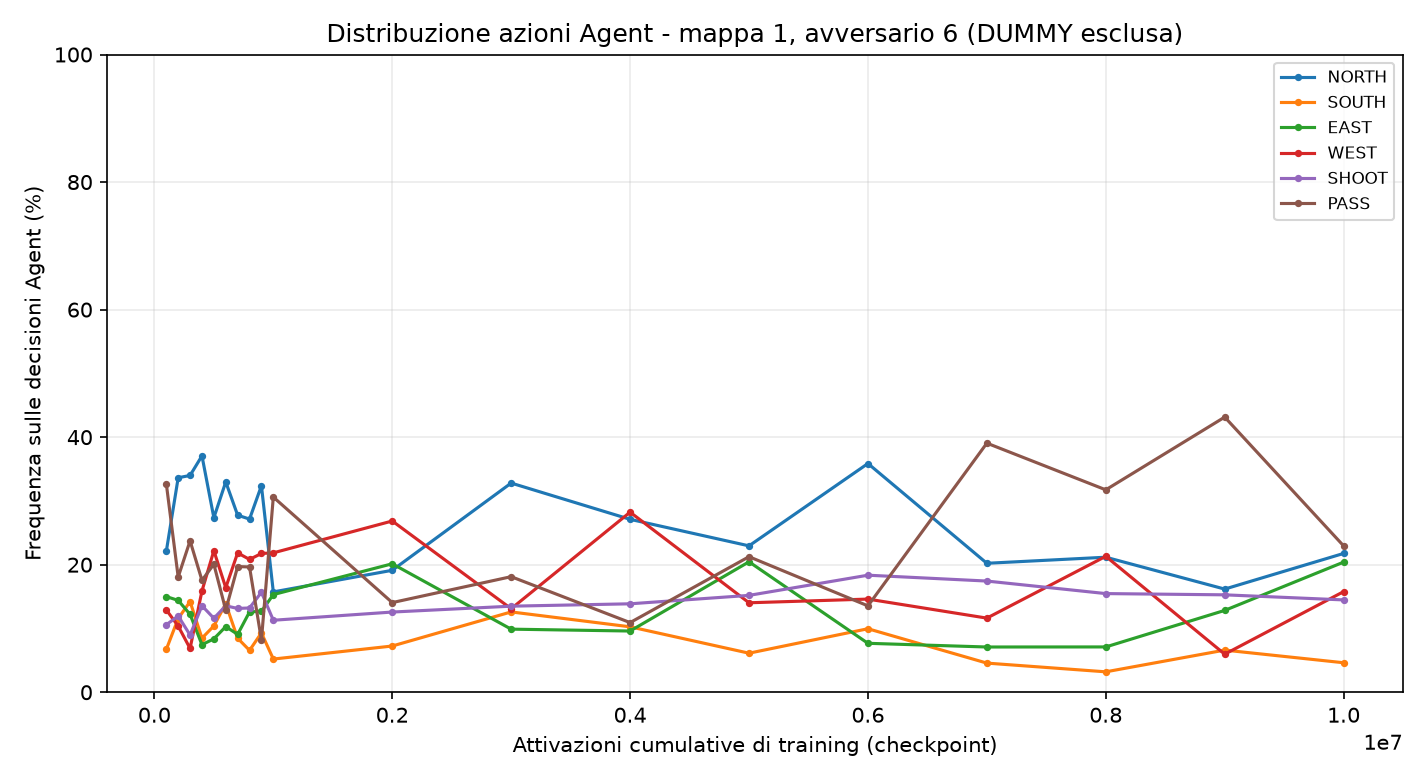 Distribuzione azioni Agent - mappa 1, avversario 6 (DUMMY esclusa)
Frequenza sulle decisioni Agent (%)
100
80
60
40
20
0
NORTH
SOUTH
EAST
WEST
SHOOT
PASS
0.0
0.2
0.4
0.6
0.8
1.0
1e7
Attivazioni cumulative di training (checkpoint)